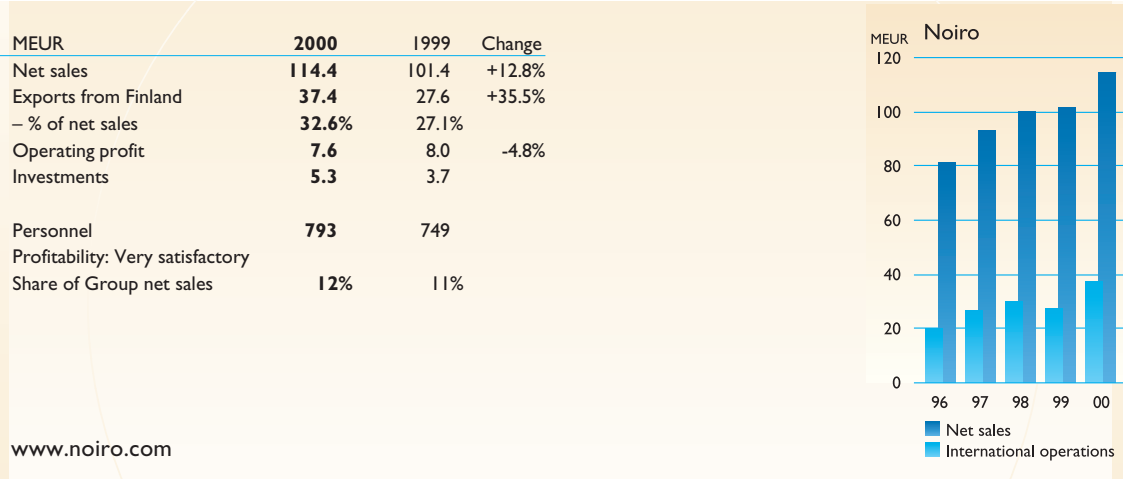 MEUR 2000 1999 Change
Net sales 114.4 101.4 +12.8%
Exports from Finland 37.4 27.6 +35.5%
– % of net sales 32.6% 27.1%
Operating profit 7.6 8.0 -4.8%
Investments 5.3 3.7
Personnel 793 749
Profitability: Very satisfactory
Share of Group net sales 12% 11%
www.noiro.com
MEUR Noiro
120
100
80
60
40
20
0
96 97 98 99 00
Net sales
International operations